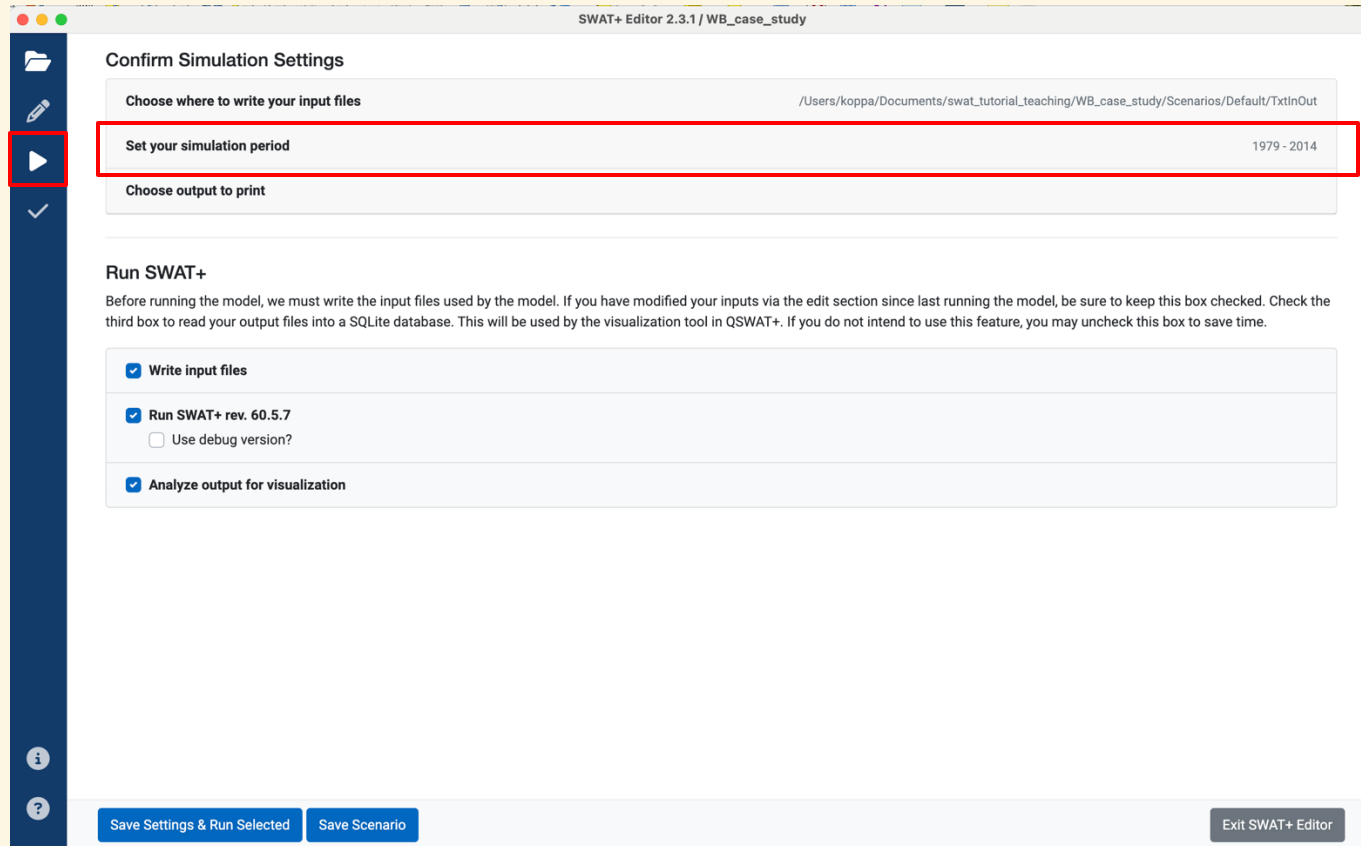 SWAT+ Editor 2.3.1 / WB_case_study
Confirm Simulation Settings
Choose where to write your input files /Users/koppa/Documents/swat_tutorial_teaching/WB_case_study/Scenarios/Default/TxtInOut
Set your simulation period 1979 - 2014
Choose output to print
Run SWAT+
Before running the model, we must write the input files used by the model. If you have modified your inputs via the edit section since last running the model, be sure to keep this box checked. Check the
third box to read your output files into a SQLite database. This will be used by the visualization tool in QSWAT+. If you do not intend to use this feature, you may uncheck this box to save time.
Write input files
Run SWAT+ rev. 60.5.7
Use debug version?
Analyze output for visualization
Save Settings & Run Selected Save Scenario Exit SWAT+ Editor